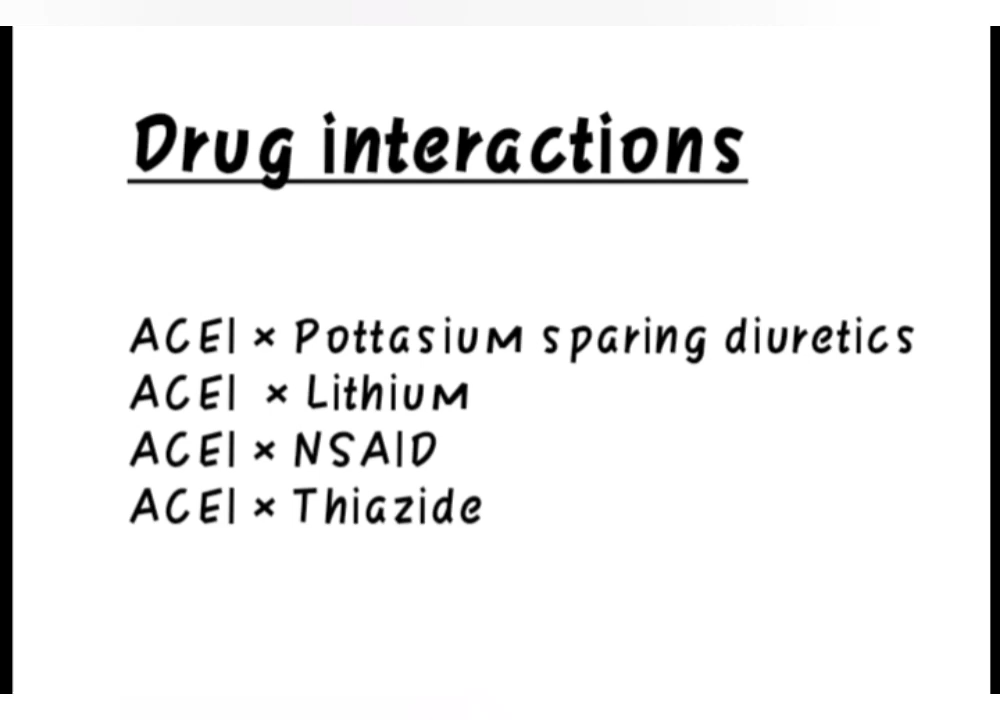 Drug interactions
ACEI × Pottasium sparing diuretics
ACEI × Lithium
ACEI × NSAID
ACEI × Thiazide